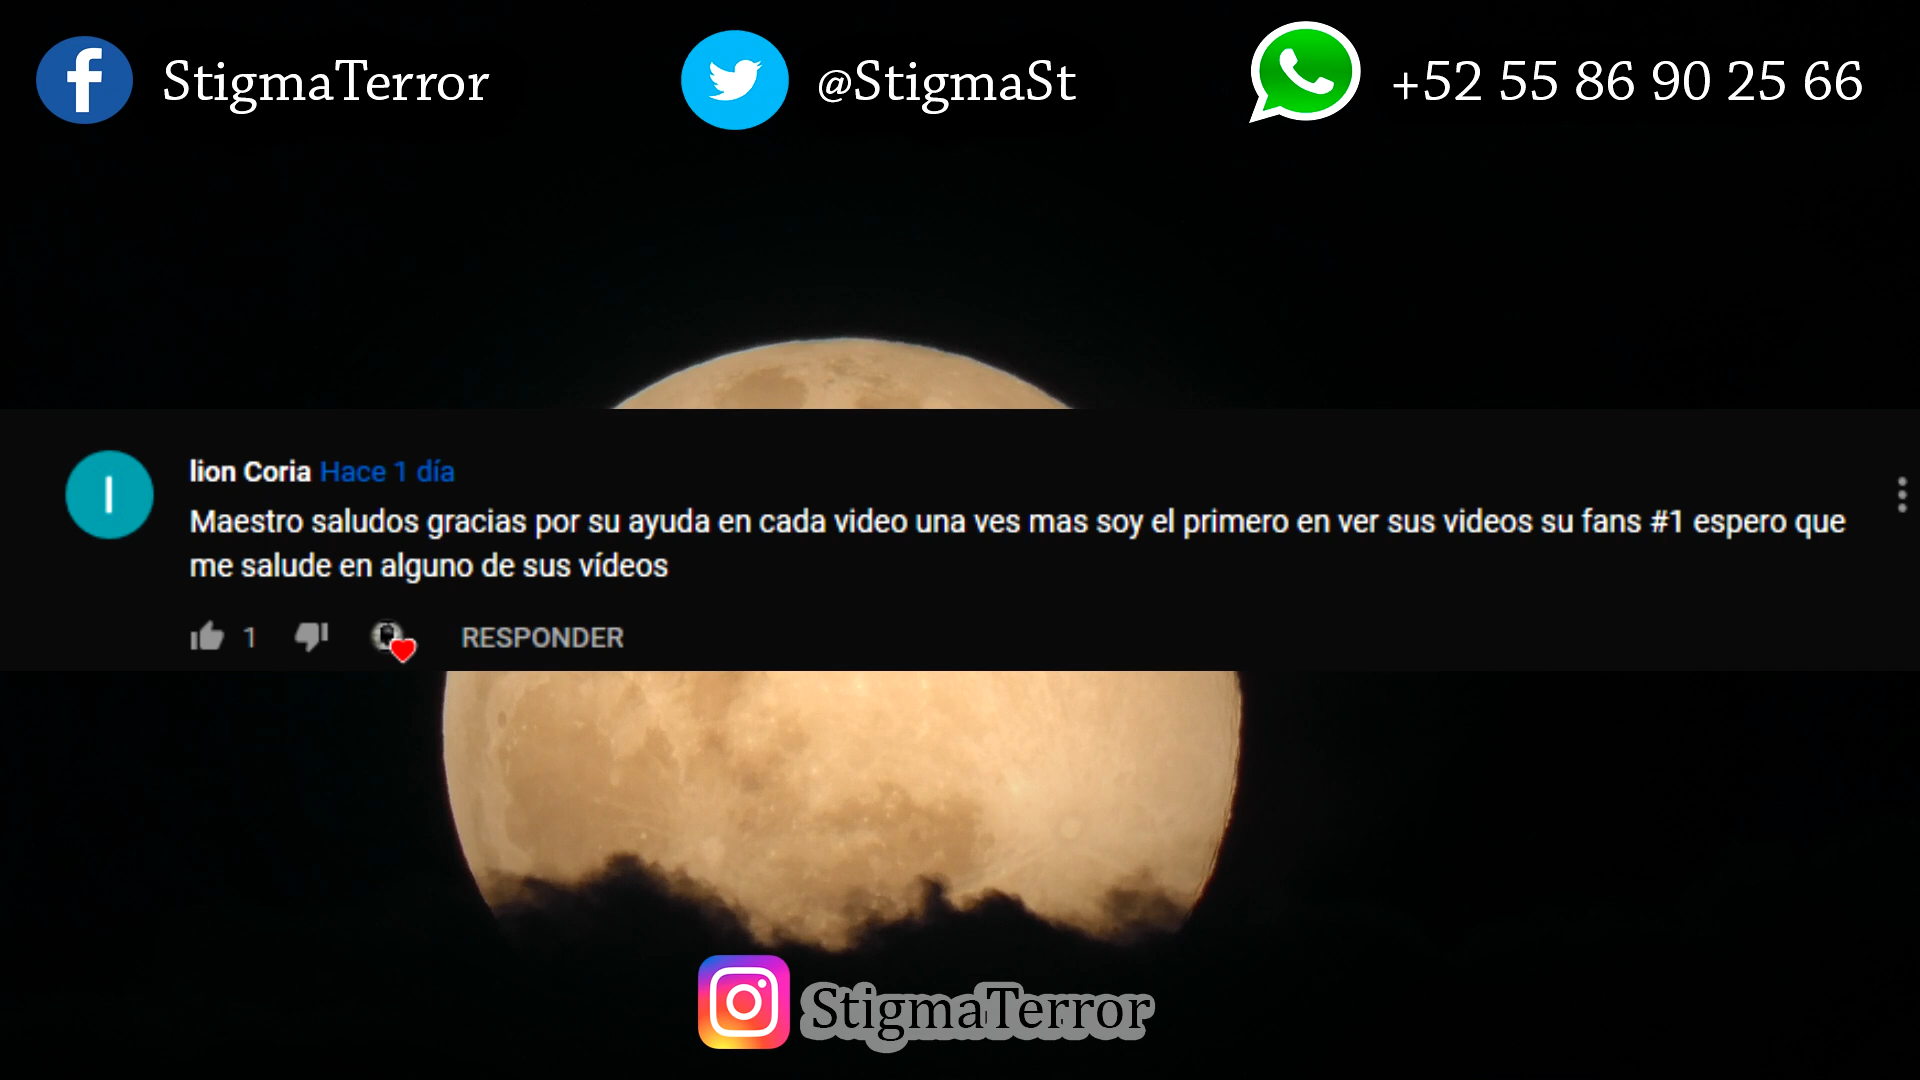 StigmaTerror
@StigmaSt
+52 55 86 90 25 66
lion Coria Hace 1 día
Maestro saludos gracias por su ayuda en cada video una ves mas soy el primero en ver sus videos su fans #1 espero que
me salude en alguno de sus vídeos
1
RESPONDER
StigmaTerror